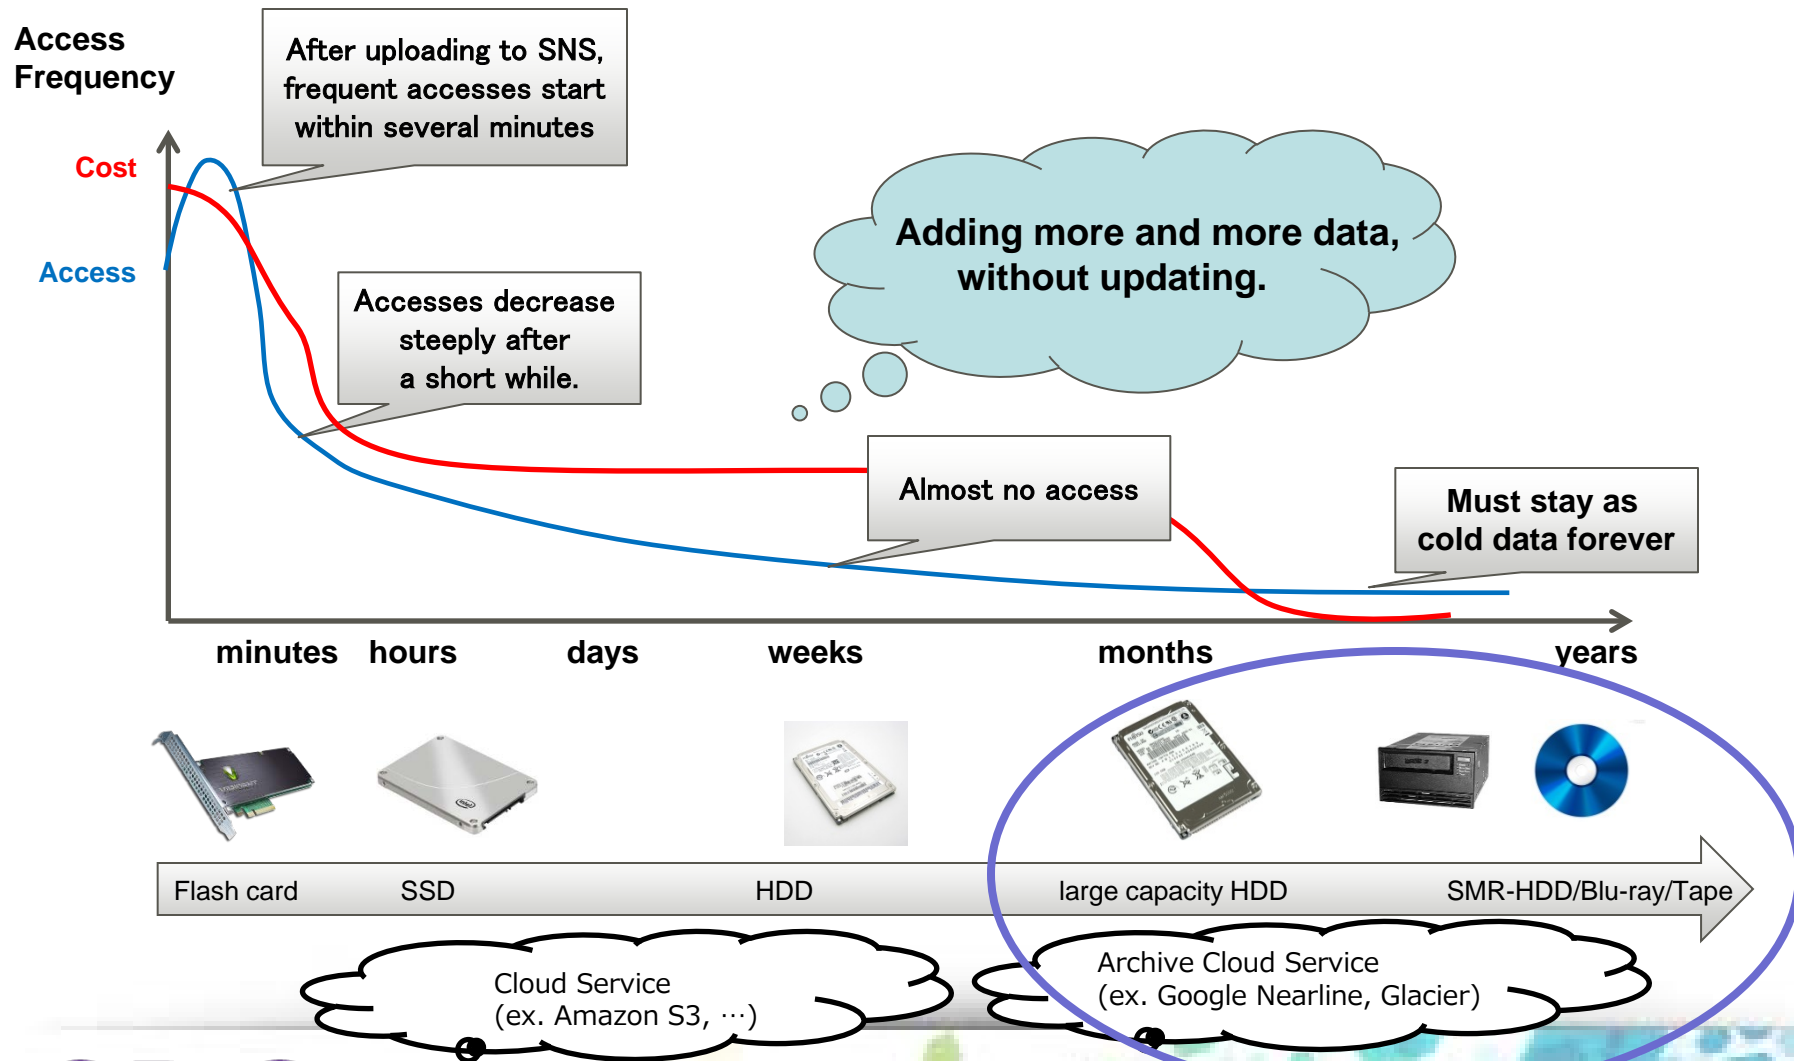 Access
Frequency
After uploading to SNS,
frequent accesses start
within several minutes
Cost
Access
Adding more and more data,
without updating.
Accesses decrease
steeply after
a short while.
Almost no access
Must stay as
cold data forever
minutes hours days weeks months years
Flash card SSD HDD large capacity HDD SMR-HDD/Blu-ray/Tape
Cloud Service
(ex. Amazon S3, …)
Archive Cloud Service
(ex. Google Nearline, Glacier)